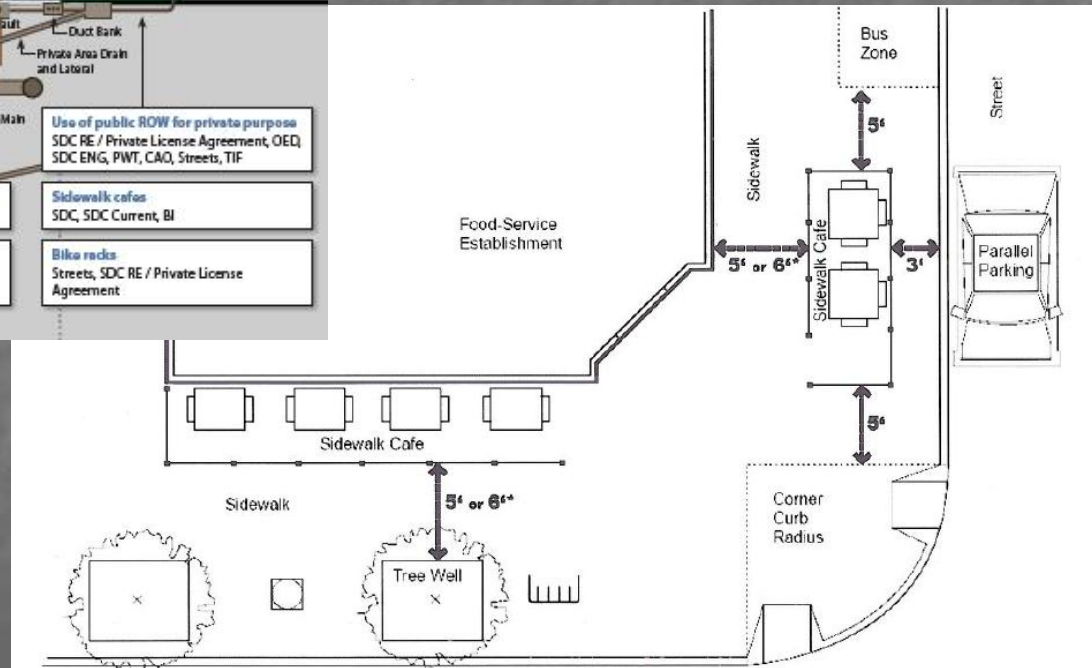 Duct Bank
Private Area Drain
and Lateral
Main
Use of public ROW for private purpose
SDC RE / Private License Agreement, OED,
SDC ENG, PWT, CAO, Streets, TIF
Sidewalk cafes
SDC, SDC Current, BI
Bike racks
Streets, SDC RE / Private License
Agreement
Bus
Zone
Street
5'
Sidewalk
Food-Service
Establishment
Sidewalk Cafe
5' or 6'*
3'
Parallel
Parking
5'
Sidewalk Cafe
Sidewalk
5' or 6'*
Corner
Curb
Radius
Tree Well